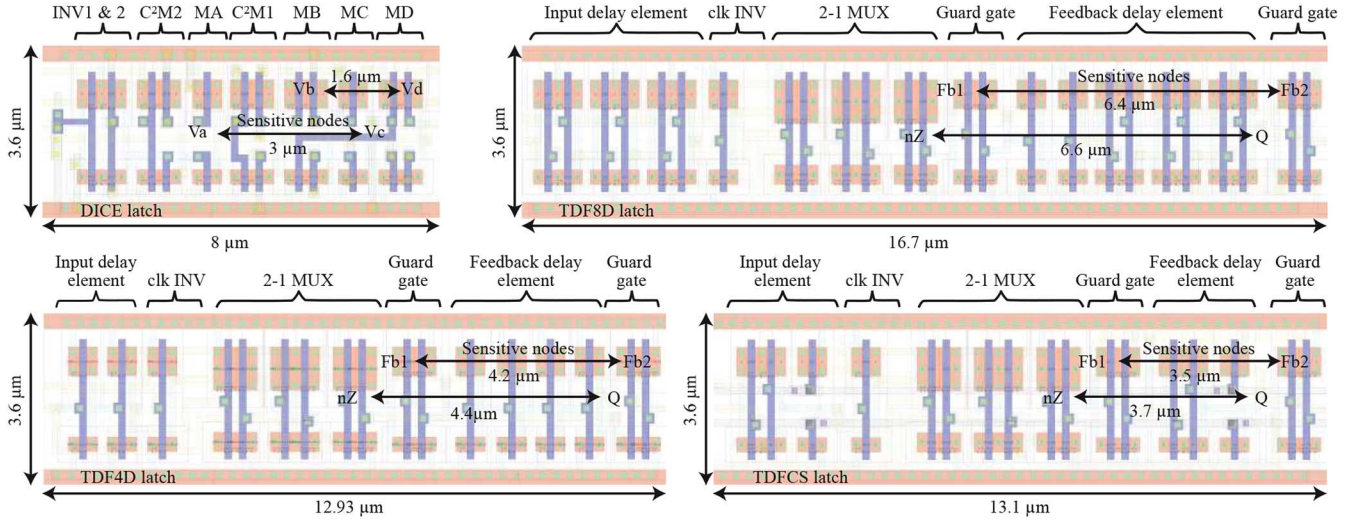 INV1 & 2 C²M2 MA C²M1 MB MC MD
3.6 µm
1.6 µm
Vb Vd
Va Sensitive nodes Vc
3 µm
DICE latch
8 µm
Input delay element clk INV 2-1 MUX Guard gate Feedback delay element Guard gate
3.6 µm
Sensitive nodes
Fb1 Fb2
6.4 µm
nZ Q
6.6 µm
TDF8D latch
16.7 µm
Input delay
element clk INV 2-1 MUX Guard
gate Feedback delay
element Guard
gate
3.6 µm
Sensitive nodes
Fb1 Fb2
4.2 µm
nZ Q
4.4µm
TDF4D latch
12.93 µm
Input delay
element clk INV 2-1 MUX Guard gate Feedback delay
element Guard
gate
3.6 µm
Sensitive nodes
Fb1 Fb2
3.5 µm
nZ Q
3.7 µm
TDFCS latch
13.1 µm